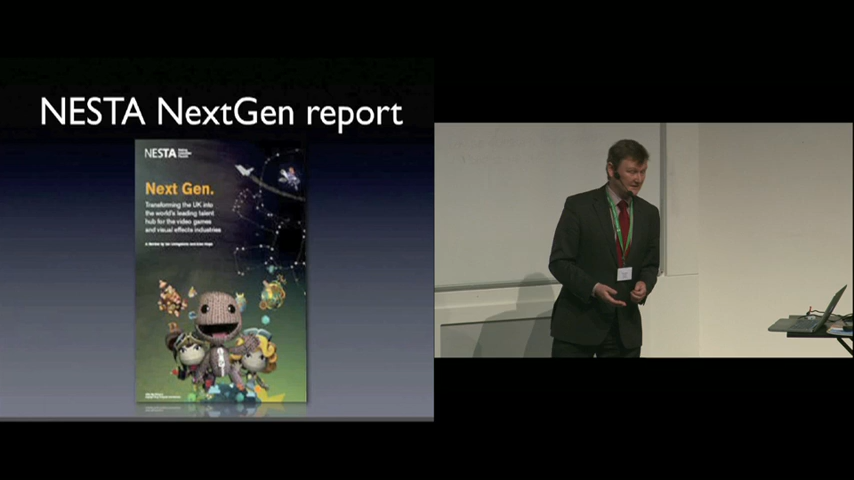 NESTA NextGen report
NESTA
Next Gen.
Transforming the UK into
the world's leading talent
hub for the video games
and visual effects industries